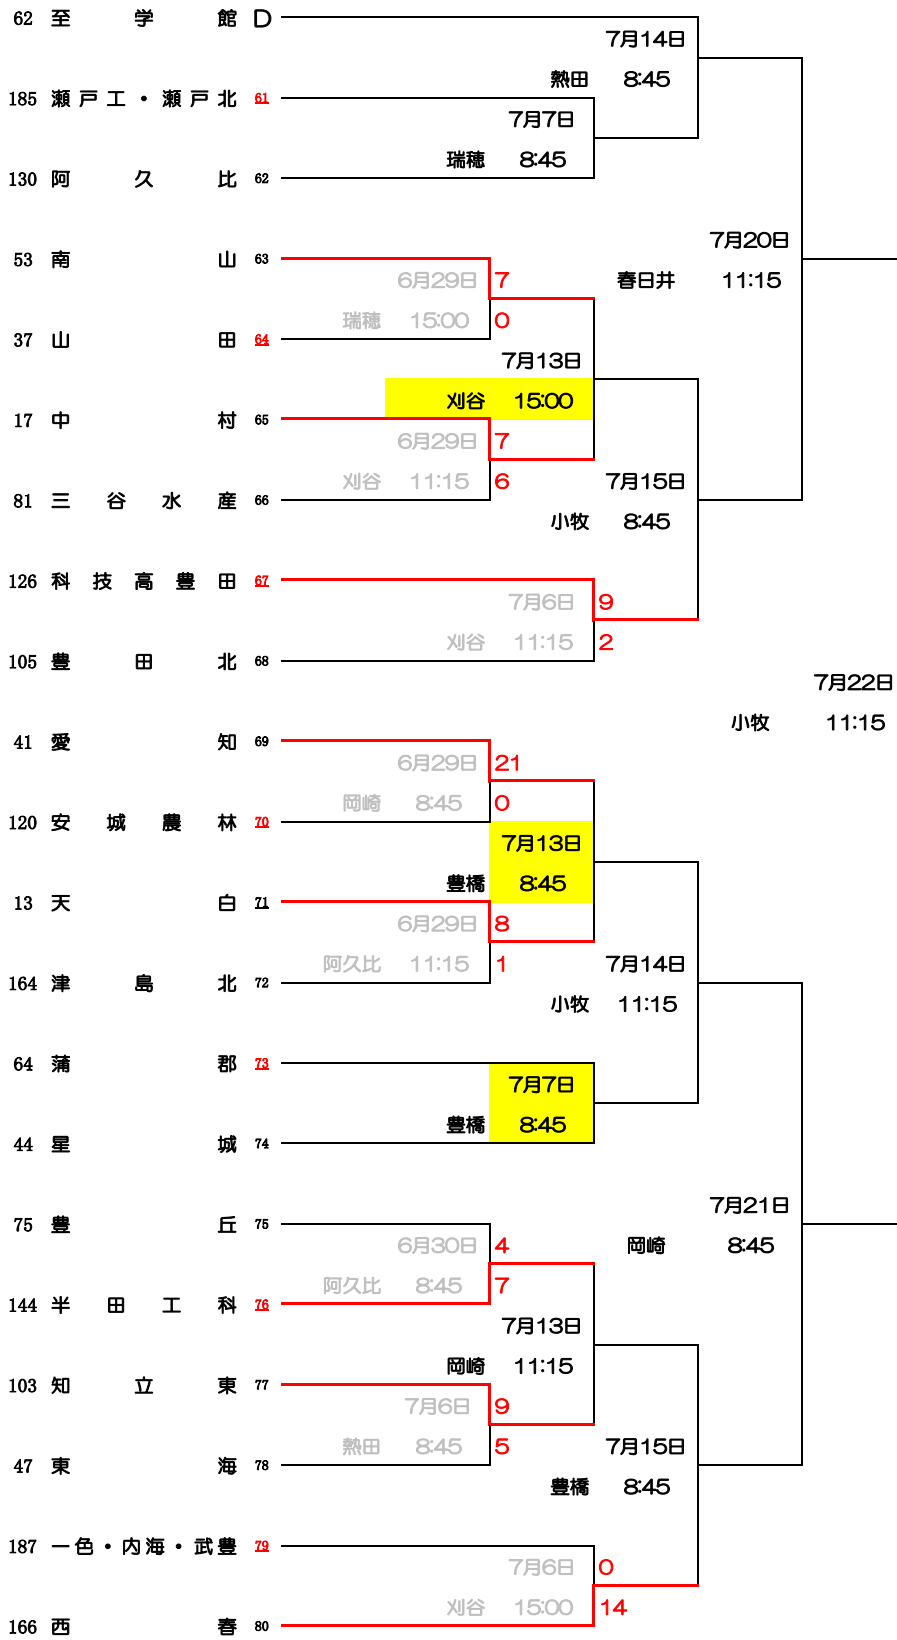 62 至学館 D
7月14日
熱田 8:45
185 瀬戸工・瀬戸北 61
7月7日
瑞穂 8:45
130 阿久比 62
7月20日
53 南山 63
6月29日 7
春日井 11:15
瑞穂 15:00 0
37 山田 64
7月13日
刈谷 15:00
17 中村 65
6月29日 7
刈谷 11:15 6
7月15日
81 三谷水産 66
小牧 8:45
126 科技高豊田 67
7月6日 9
刈谷 11:15 2
105 豊田北 68
7月22日
小牧 11:15
41 愛知 69
6月29日 21
岡崎 8:45 0
120 安城農林 70
7月13日
豊橋 8:45
13 天白 71
6月29日 8
阿久比 11:15 1
7月14日
164 津島北 72
小牧 11:15
64 蒲郡 73
7月7日
豊橋 8:45
44 星城 74
7月21日
75 豊丘 75
6月30日 4
岡崎 8:45
阿久比 8:45 7
144 半田工科 76
7月13日
岡崎 11:15
103 知立東 77
7月6日 9
熱田 8:45 5
7月15日
47 東海 78
豊橋 8:45
187 一色・内海・武豊 79
7月6日 0
刈谷 15:00 14
166 西春 80